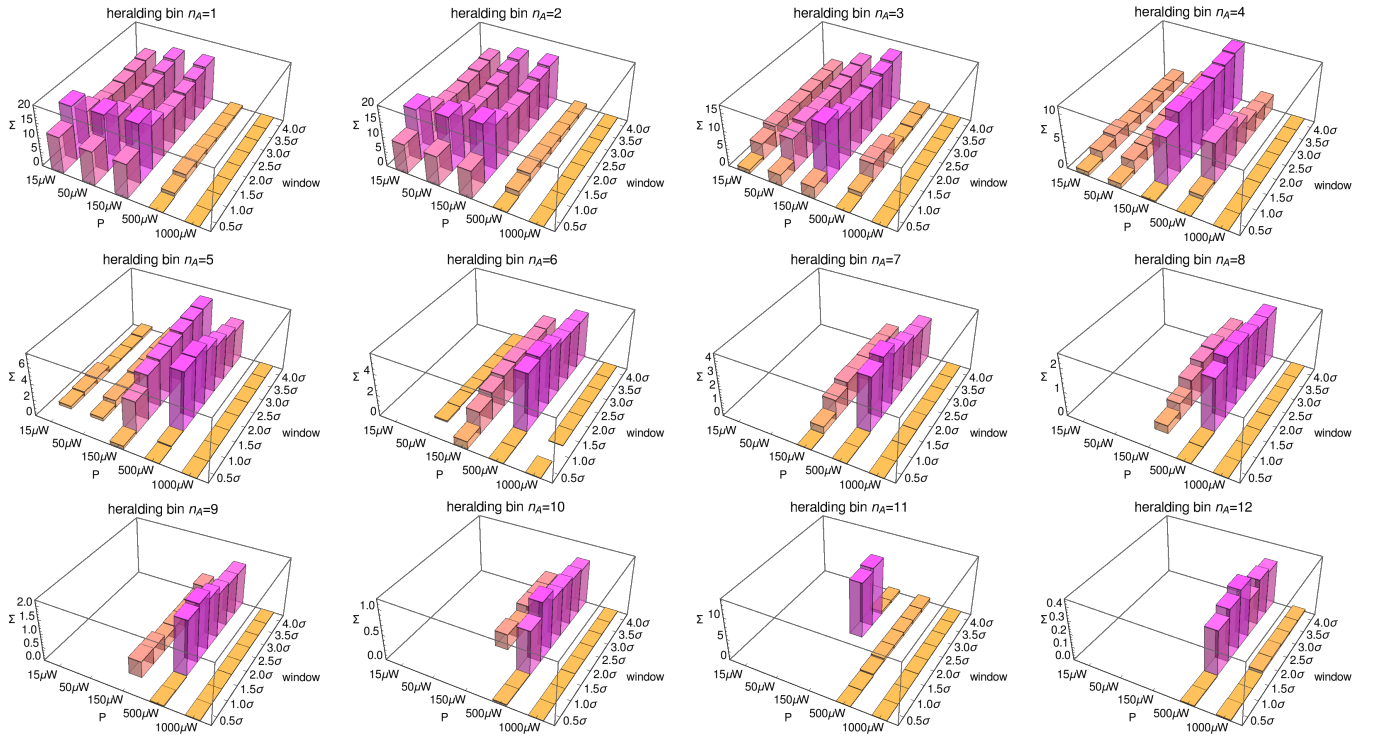 heralding bin nA=1
20
15
10
5
0
Σ
15μW
50μW
150μW
500μW
1000μW
P
4.0σ
3.5σ
3.0σ
2.5σ
2.0σ
1.5σ
1.0σ
0.5σ
window
heralding bin nA=2
20
15
10
5
0
Σ
15μW
50μW
150μW
500μW
1000μW
P
4.0σ
3.5σ
3.0σ
2.5σ
2.0σ
1.5σ
1.0σ
0.5σ
window
heralding bin nA=3
15
10
5
0
Σ
15μW
50μW
150μW
500μW
1000μW
P
4.0σ
3.5σ
3.0σ
2.5σ
2.0σ
1.5σ
1.0σ
0.5σ
window
heralding bin nA=4
10
5
0
Σ
15μW
50μW
150μW
500μW
1000μW
P
4.0σ
3.5σ
3.0σ
2.5σ
2.0σ
1.5σ
1.0σ
0.5σ
window
heralding bin nA=5
6
4
2
0
Σ
15μW
50μW
150μW
500μW
1000μW
P
4.0σ
3.5σ
3.0σ
2.5σ
2.0σ
1.5σ
1.0σ
0.5σ
window
heralding bin nA=6
4
2
0
Σ
15μW
50μW
150μW
500μW
1000μW
P
4.0σ
3.5σ
3.0σ
2.5σ
2.0σ
1.5σ
1.0σ
0.5σ
window
heralding bin nA=7
4
3
2
1
0
Σ
15μW
50μW
150μW
500μW
1000μW
P
4.0σ
3.5σ
3.0σ
2.5σ
2.0σ
1.5σ
1.0σ
0.5σ
window
heralding bin nA=8
2
1
0
Σ
15μW
50μW
150μW
500μW
1000μW
P
4.0σ
3.5σ
3.0σ
2.5σ
2.0σ
1.5σ
1.0σ
0.5σ
window
heralding bin nA=9
2.0
1.5
1.0
0.5
0.0
Σ
15μW
50μW
150μW
500μW
1000μW
P
4.0σ
3.5σ
3.0σ
2.5σ
2.0σ
1.5σ
1.0σ
0.5σ
window
heralding bin nA=10
1.0
0.5
0.0
Σ
15μW
50μW
150μW
500μW
1000μW
P
4.0σ
3.5σ
3.0σ
2.5σ
2.0σ
1.5σ
1.0σ
0.5σ
window
heralding bin nA=11
10
5
0
Σ
15μW
50μW
150μW
500μW
1000μW
P
4.0σ
3.5σ
3.0σ
2.5σ
2.0σ
1.5σ
1.0σ
0.5σ
window
heralding bin nA=12
0.4
0.3
0.2
0.1
0.0
Σ
15μW
50μW
150μW
500μW
1000μW
P
4.0σ
3.5σ
3.0σ
2.5σ
2.0σ
1.5σ
1.0σ
0.5σ
window